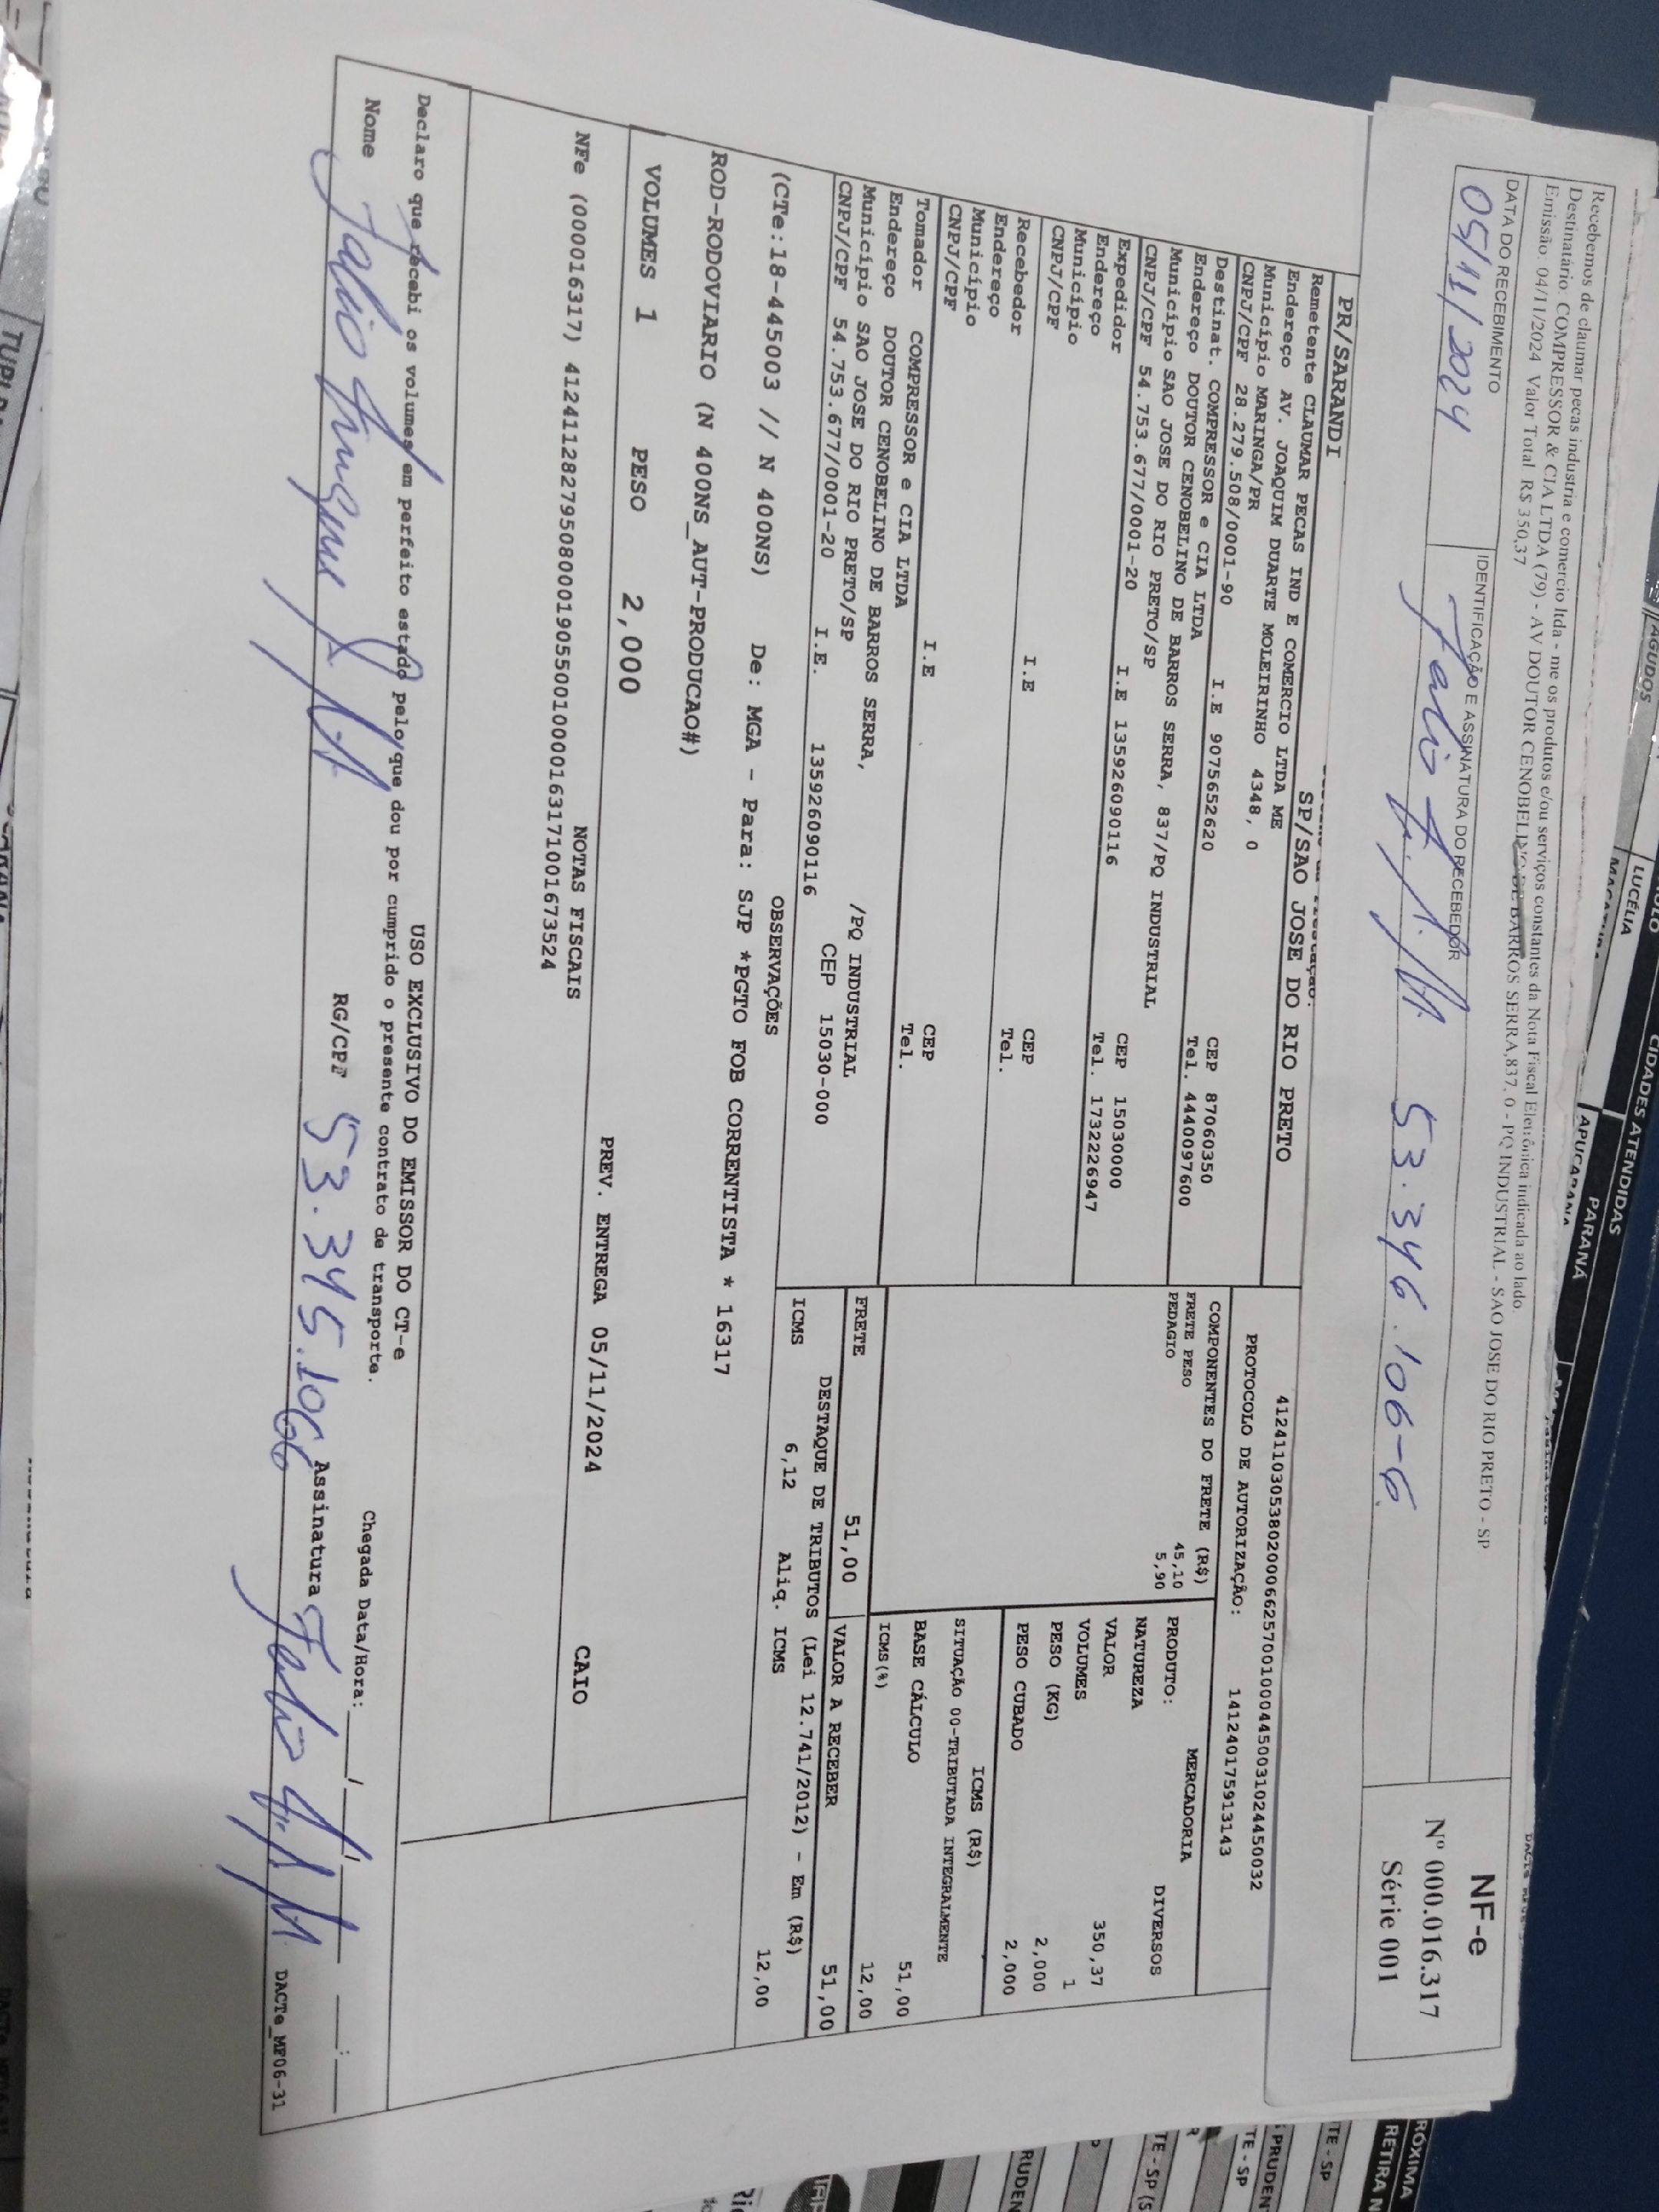 Recebemos de claumar pecas industria e comercio ltda - me os produtos e/ou serviços constantes da Nota Fiscal Eletrônica indicada ao lado.
Destinatário: COMPRESSOR & CIA LTDA (79) - AV DOUTOR CENOBELINO DE BARROS SERRA,837, 0 - PQ INDUSTRIAL - SAO JOSE DO RIO PRETO - SP
Emissão: 04/11/2024 Valor Total: R$ 350,37
DATA DO RECEBIMENTO
05/11/2024
IDENTIFICAÇÃO E ASSINATURA DO RECEBEDOR
53.346.106-6
NF-e
Nº 000.016.317
Série 001
PR/SARANDI
SP/SAO JOSE DO RIO PRETO
Remetente CLAUMAR PECAS IND E COMERCIO LTDA ME
Endereço AV. JOAQUIM DUARTE MOLEIRINHO 4348, 0
Município MARINGA/PR CEP 87060350
CNPJ/CPF 28.279.508/0001-90 I.E 9075652620 Tel. 4440097600
Destinat. COMPRESSOR e CIA LTDA
Endereço DOUTOR CENOBELINO DE BARROS SERRA, 837/PQ INDUSTRIAL
Município SAO JOSE DO RIO PRETO/SP CEP 15030000
CNPJ/CPF 54.753.677/0001-20 I.E 135926090116 Tel. 1732226947
Expedidor
Endereço
Município CEP
CNPJ/CPF I.E Tel.
Recebedor
Endereço
Município CEP
CNPJ/CPF I.E Tel.
Tomador COMPRESSOR e CIA LTDA
Endereço DOUTOR CENOBELINO DE BARROS SERRA, /PQ INDUSTRIAL
Município SAO JOSE DO RIO PRETO/SP CEP 15030-000
CNPJ/CPF 54.753.677/0001-20 I.E. 135926090116
41241103053802000662570010004450031024450032
PROTOCOLO DE AUTORIZAÇÃO: 141240175913143
COMPONENTES DO FRETE (R$)
FRETE PESO 45,10
PEDAGIO 5,90
MERCADORIA
PRODUTO: DIVERSOS
NATUREZA
VALOR 350,37
VOLUMES 1
PESO (KG) 2,000
PESO CUBADO 2,000
ICMS (R$)
SITUAÇÃO 00-TRIBUTADA INTEGRALMENTE
BASE CÁLCULO 51,00
ICMS(%) 12,00
FRETE 51,00
VALOR A RECEBER 51,00
DESTAQUE DE TRIBUTOS (Lei 12.741/2012) - Em (R$)
ICMS 6,12 Aliq. ICMS 12,00
OBSERVAÇÕES
(CTe:18-445003 // N 400NS) De: MGA - Para: SJP *PGTO FOB CORRENTISTA * 16317
ROD-RODOVIARIO (N 400NS_AUT-PRODUCAO#)
VOLUMES 1 PESO 2,000 PREV. ENTREGA 05/11/2024 CAIO
NOTAS FISCAIS
NFe (000016317) 41241128279508000190550010000163171001673524
USO EXCLUSIVO DO EMISSOR DO CT-e
Declaro que recebi os volumes em perfeito estado pelo que dou por cumprido o presente contrato de transporte.
Chegada Data/Hora: __/__/__ __:__
Nome RG/CPF 53.345.106 Assinatura
DACTe_MF06-31
CIDADES ATENDIDAS
PARANÁ
LUCÉLIA
APUCARANA
AGUDOS